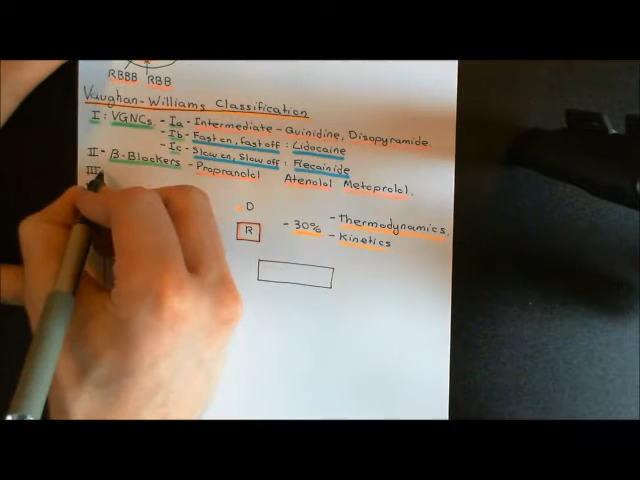 RBBB RBB
Vaughan-Williams Classification
I: VGNCs - Ia - Intermediate - Quinidine, Disopyramide.
- Ib - Fast on, fast off: Lidocaine
- Ic - Slow on, Slow off: Flecainide
II - β-Blockers - Propranolol Atenolol Metoprolol.
III
D
R - 30% - Thermodynamics.
- Kinetics